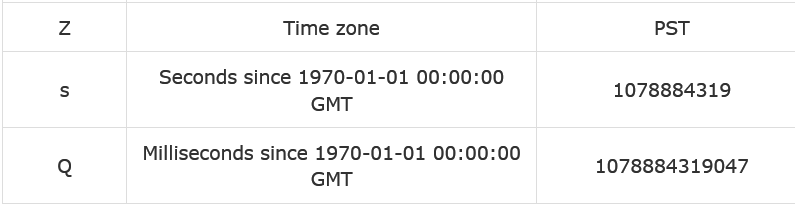 Z Time zone PST
s Seconds since 1970-01-01 00:00:00 GMT 1078884319
Q Milliseconds since 1970-01-01 00:00:00 GMT 1078884319047